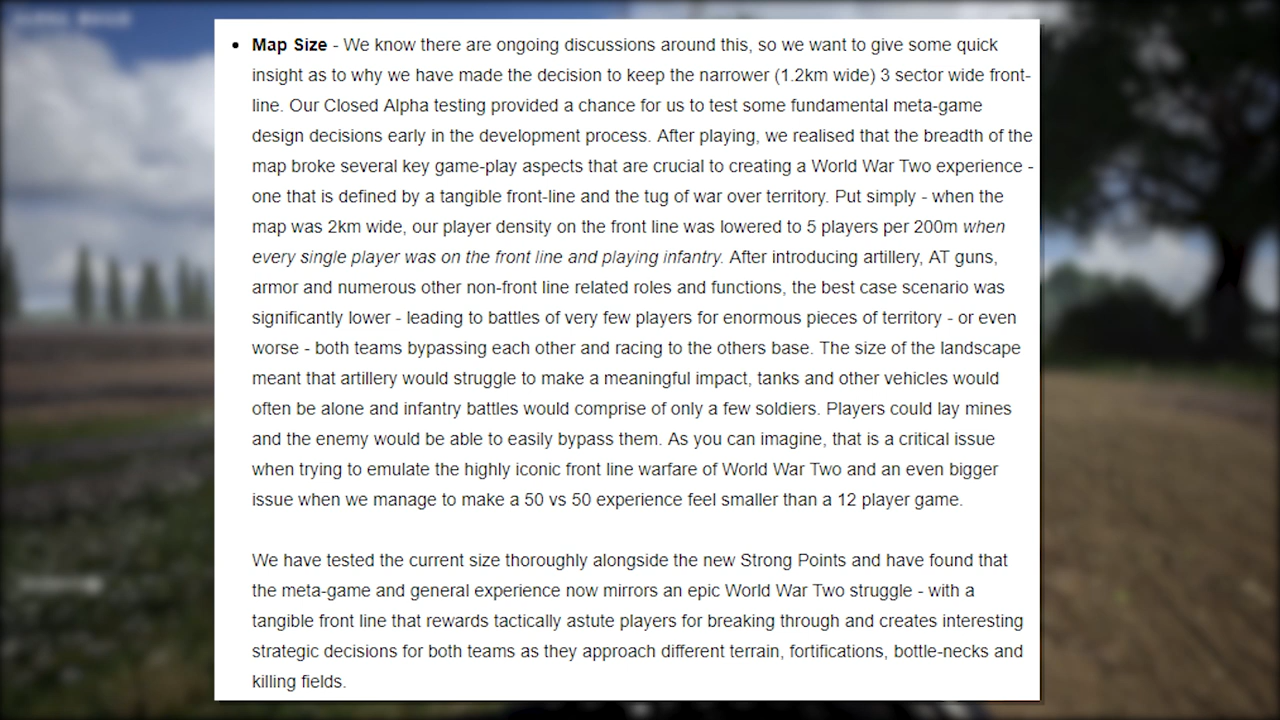 • Map Size - We know there are ongoing discussions around this, so we want to give some quick
insight as to why we have made the decision to keep the narrower (1.2km wide) 3 sector wide front-
line. Our Closed Alpha testing provided a chance for us to test some fundamental meta-game
design decisions early in the development process. After playing, we realised that the breadth of the
map broke several key game-play aspects that are crucial to creating a World War Two experience -
one that is defined by a tangible front-line and the tug of war over territory. Put simply - when the
map was 2km wide, our player density on the front line was lowered to 5 players per 200m when
every single player was on the front line and playing infantry. After introducing artillery, AT guns,
armor and numerous other non-front line related roles and functions, the best case scenario was
significantly lower - leading to battles of very few players for enormous pieces of territory - or even
worse - both teams bypassing each other and racing to the others base. The size of the landscape
meant that artillery would struggle to make a meaningful impact, tanks and other vehicles would
often be alone and infantry battles would comprise of only a few soldiers. Players could lay mines
and the enemy would be able to easily bypass them. As you can imagine, that is a critical issue
when trying to emulate the highly iconic front line warfare of World War Two and an even bigger
issue when we manage to make a 50 vs 50 experience feel smaller than a 12 player game.
We have tested the current size thoroughly alongside the new Strong Points and have found that
the meta-game and general experience now mirrors an epic World War Two struggle - with a
tangible front line that rewards tactically astute players for breaking through and creates interesting
strategic decisions for both teams as they approach different terrain, fortifications, bottle-necks and
killing fields.